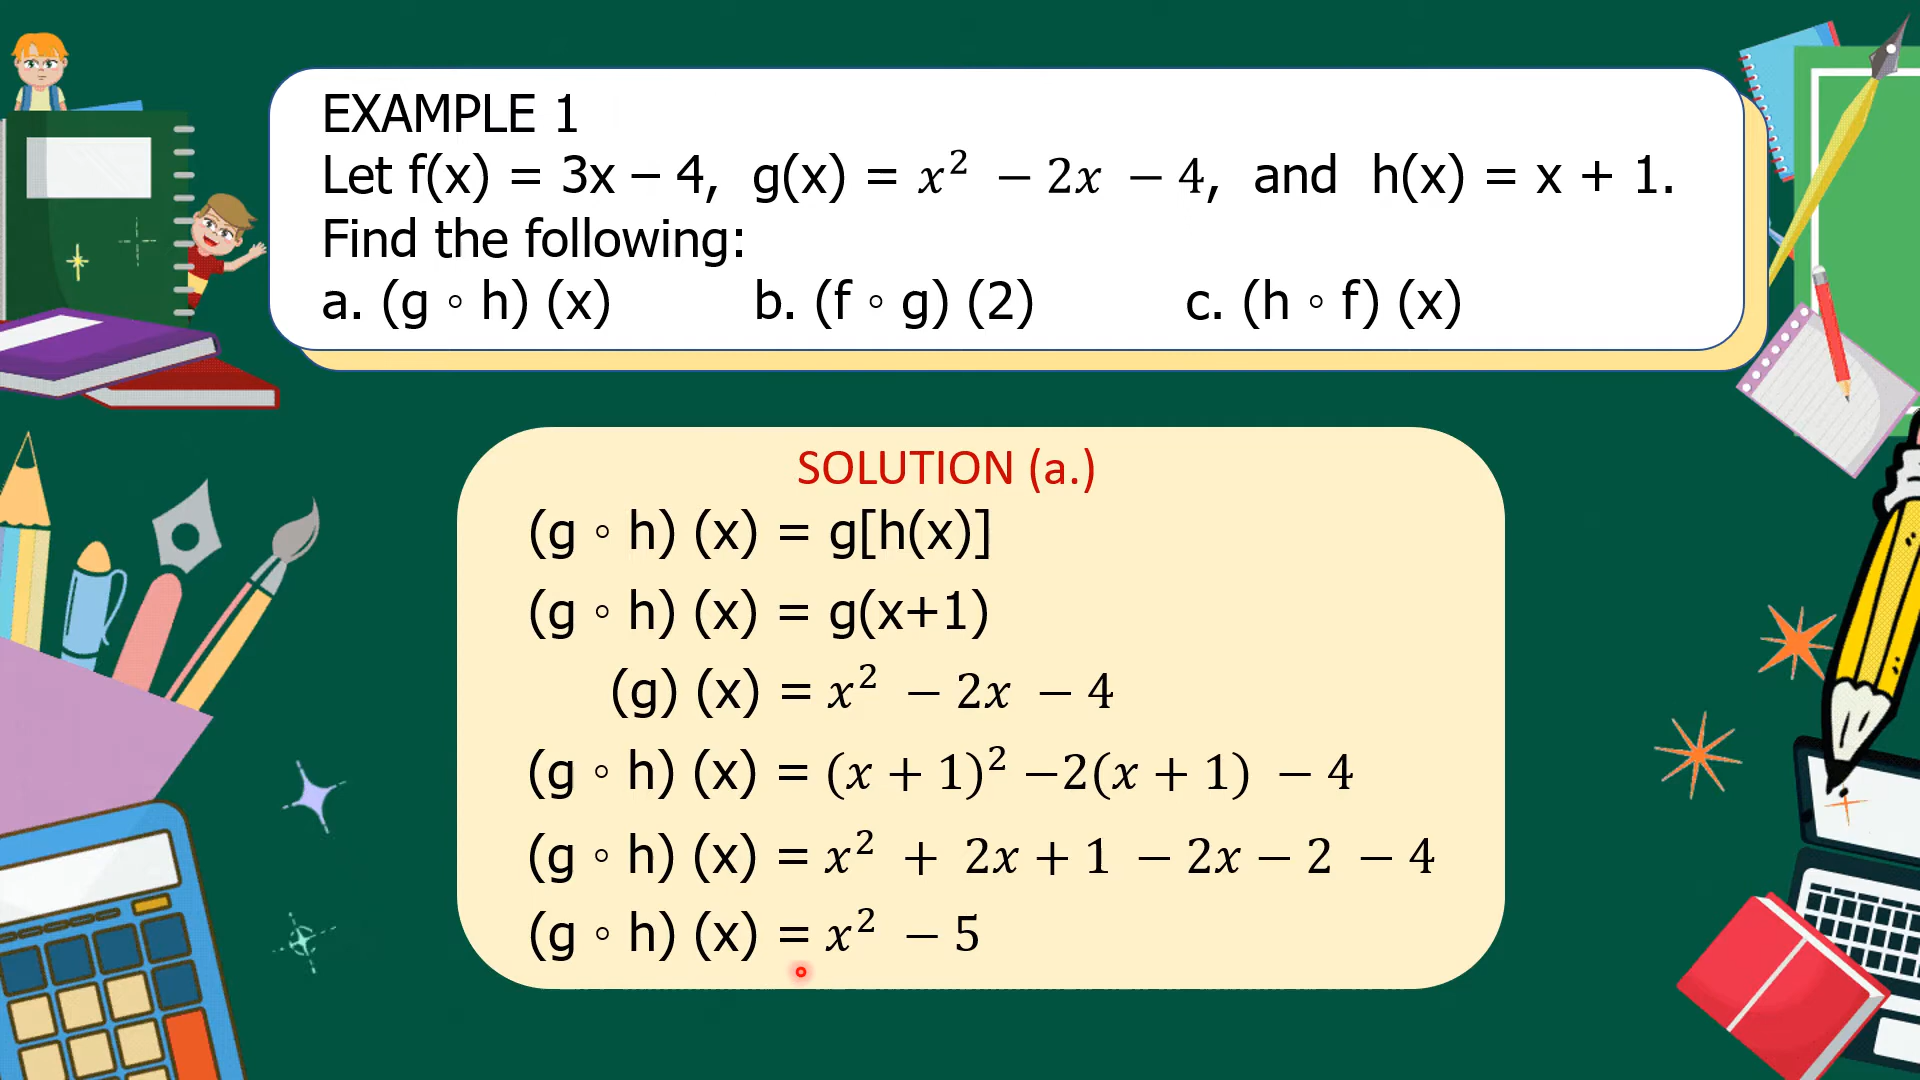 EXAMPLE 1
Let f(x) = 3x – 4, g(x) = x² − 2x − 4, and h(x) = x + 1.
Find the following:
a. (g ∘ h) (x) b. (f ∘ g) (2) c. (h ∘ f) (x)
SOLUTION (a.)
(g ∘ h) (x) = g[h(x)]
(g ∘ h) (x) = g(x+1)
(g) (x) = x² − 2x − 4
(g ∘ h) (x) = (x + 1)² −2(x + 1) − 4
(g ∘ h) (x) = x² + 2x + 1 − 2x − 2 − 4
(g ∘ h) (x) = x² − 5